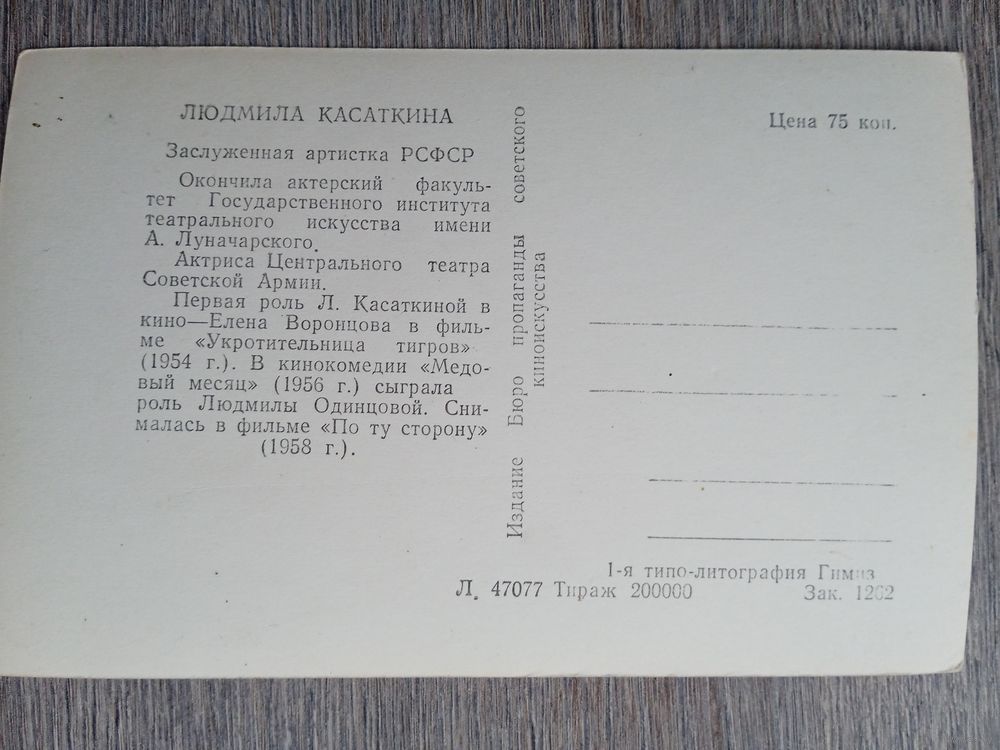 ЛЮДМИЛА КАСАТКИНА
Заслуженная артистка РСФСР
Окончила актерский факуль-
тет Государственного института
театрального искусства имени
А. Луначарского.
Актриса Центрального театра
Советской Армии.
Первая роль Л. Касаткиной в
кино—Елена Воронцова в филь-
ме «Укротительница тигров»
(1954 г.). В кинокомедии «Медо-
вый месяц» (1956 г.) сыграла
роль Людмилы Одинцовой. Сни-
малась в фильме «По ту сторону»
(1958 г.).
Издание Бюро пропаганды советского
киноискусства
Цена 75 коп.
1-я типо-литография Гимиз
Л. 47077 Тираж 200000
Зак.